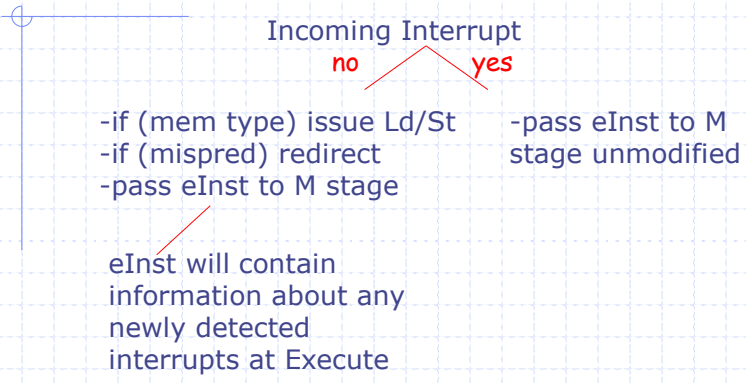 Incoming Interrupt
no
yes
-if (mem type) issue Ld/St
-if (mispred) redirect
-pass eInst to M stage
-pass eInst to M
stage unmodified
eInst will contain
information about any
newly detected
interrupts at Execute